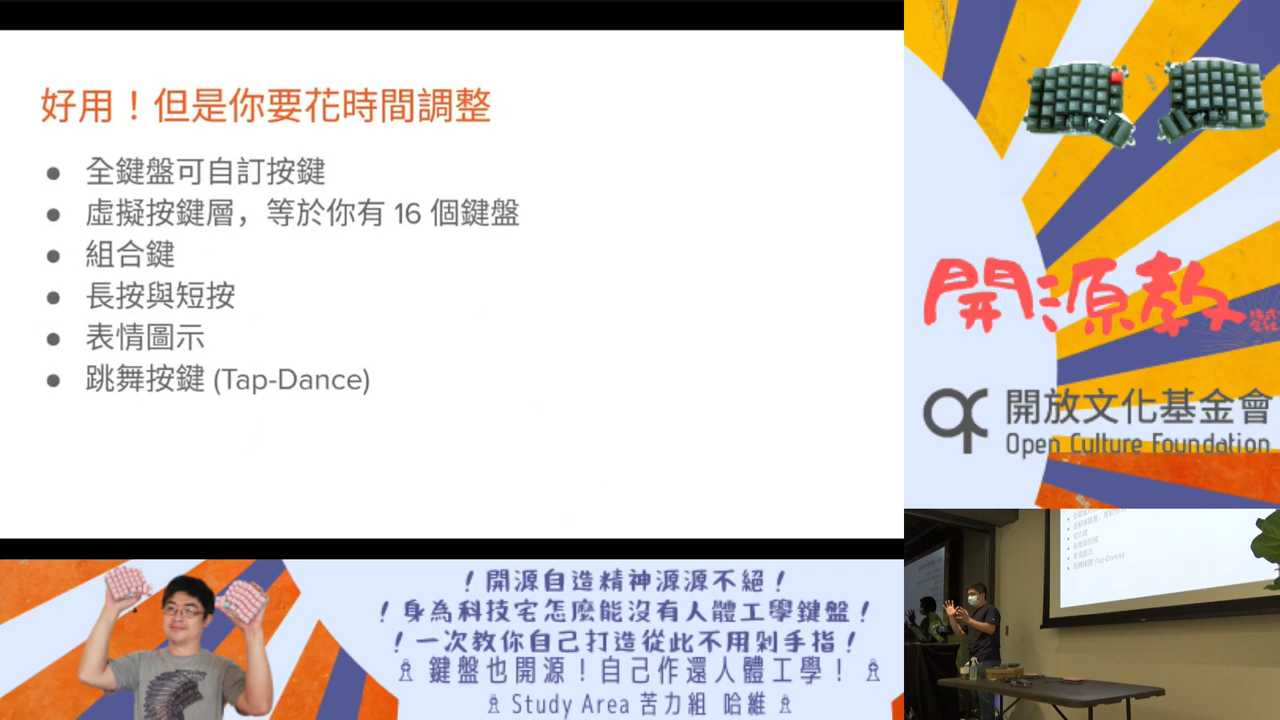 好用！但是你要花時間調整
● 全鍵盤可自訂按鍵
● 虛擬按鍵層，等於你有 16 個鍵盤
● 組合鍵
● 長按與短按
● 表情圖示
● 跳舞按鍵 (Tap-Dance)
開源教
株式会社
開放文化基金會
Open Culture Foundation
！開源自造精神源源不絕！
！身為科技宅怎麼能沒有人體工學鍵盤！
！一次教你自己打造從此不用剁手指！
鍵盤也開源！自己作還人體工學！
Study Area 苦力組 哈維